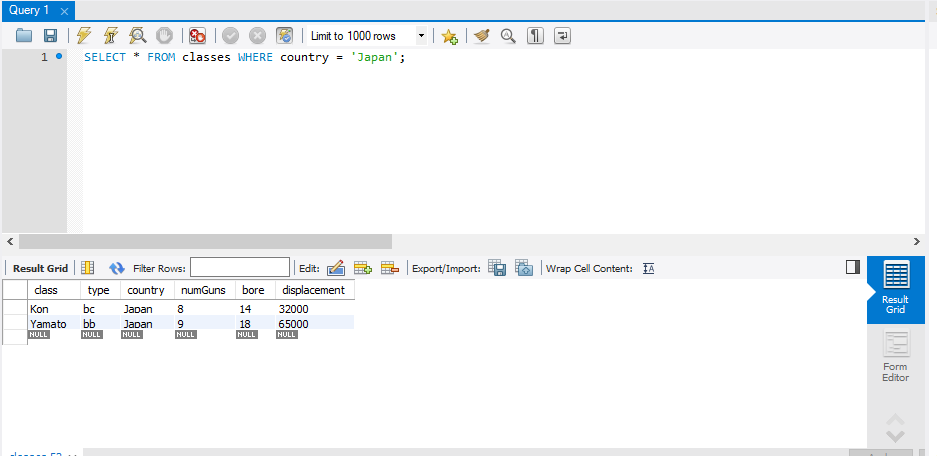 Query 1
Limit to 1000 rows
1 SELECT * FROM classes WHERE country = 'Japan';
Result Grid Filter Rows: Edit: Export/Import: Wrap Cell Content:
class type country numGuns bore displacement
Kon bc Japan 8 14 32000
Yamato bb Japan 9 18 65000
NULL NULL NULL NULL NULL NULL
Result
Grid
Form
Editor